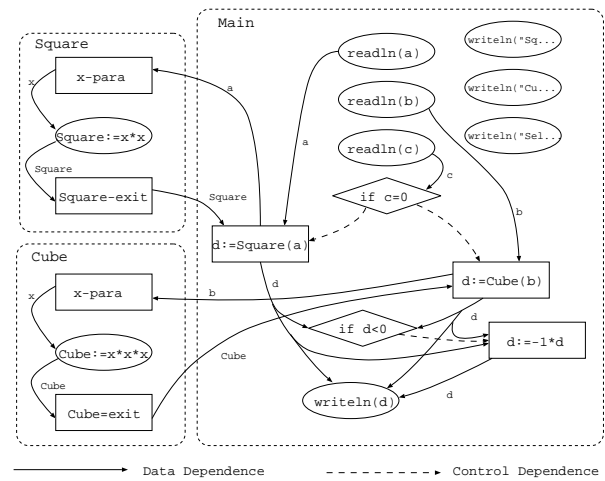 Main
Square
x-para
x
Square:=x*x
Square
Square-exit
a
Square
readln(a)
readln(b)
readln(c)
a
c
b
if c=0
writeln("Sq...
writeln("Cu...
writeln("Sel...
d:=Square(a)
d
d:=Cube(b)
Cube
x-para
x
Cube:=x*x*x
Cube
Cube=exit
b
Cube
if d<0
d
d:=-1*d
writeln(d)
d
Data Dependence
Control Dependence